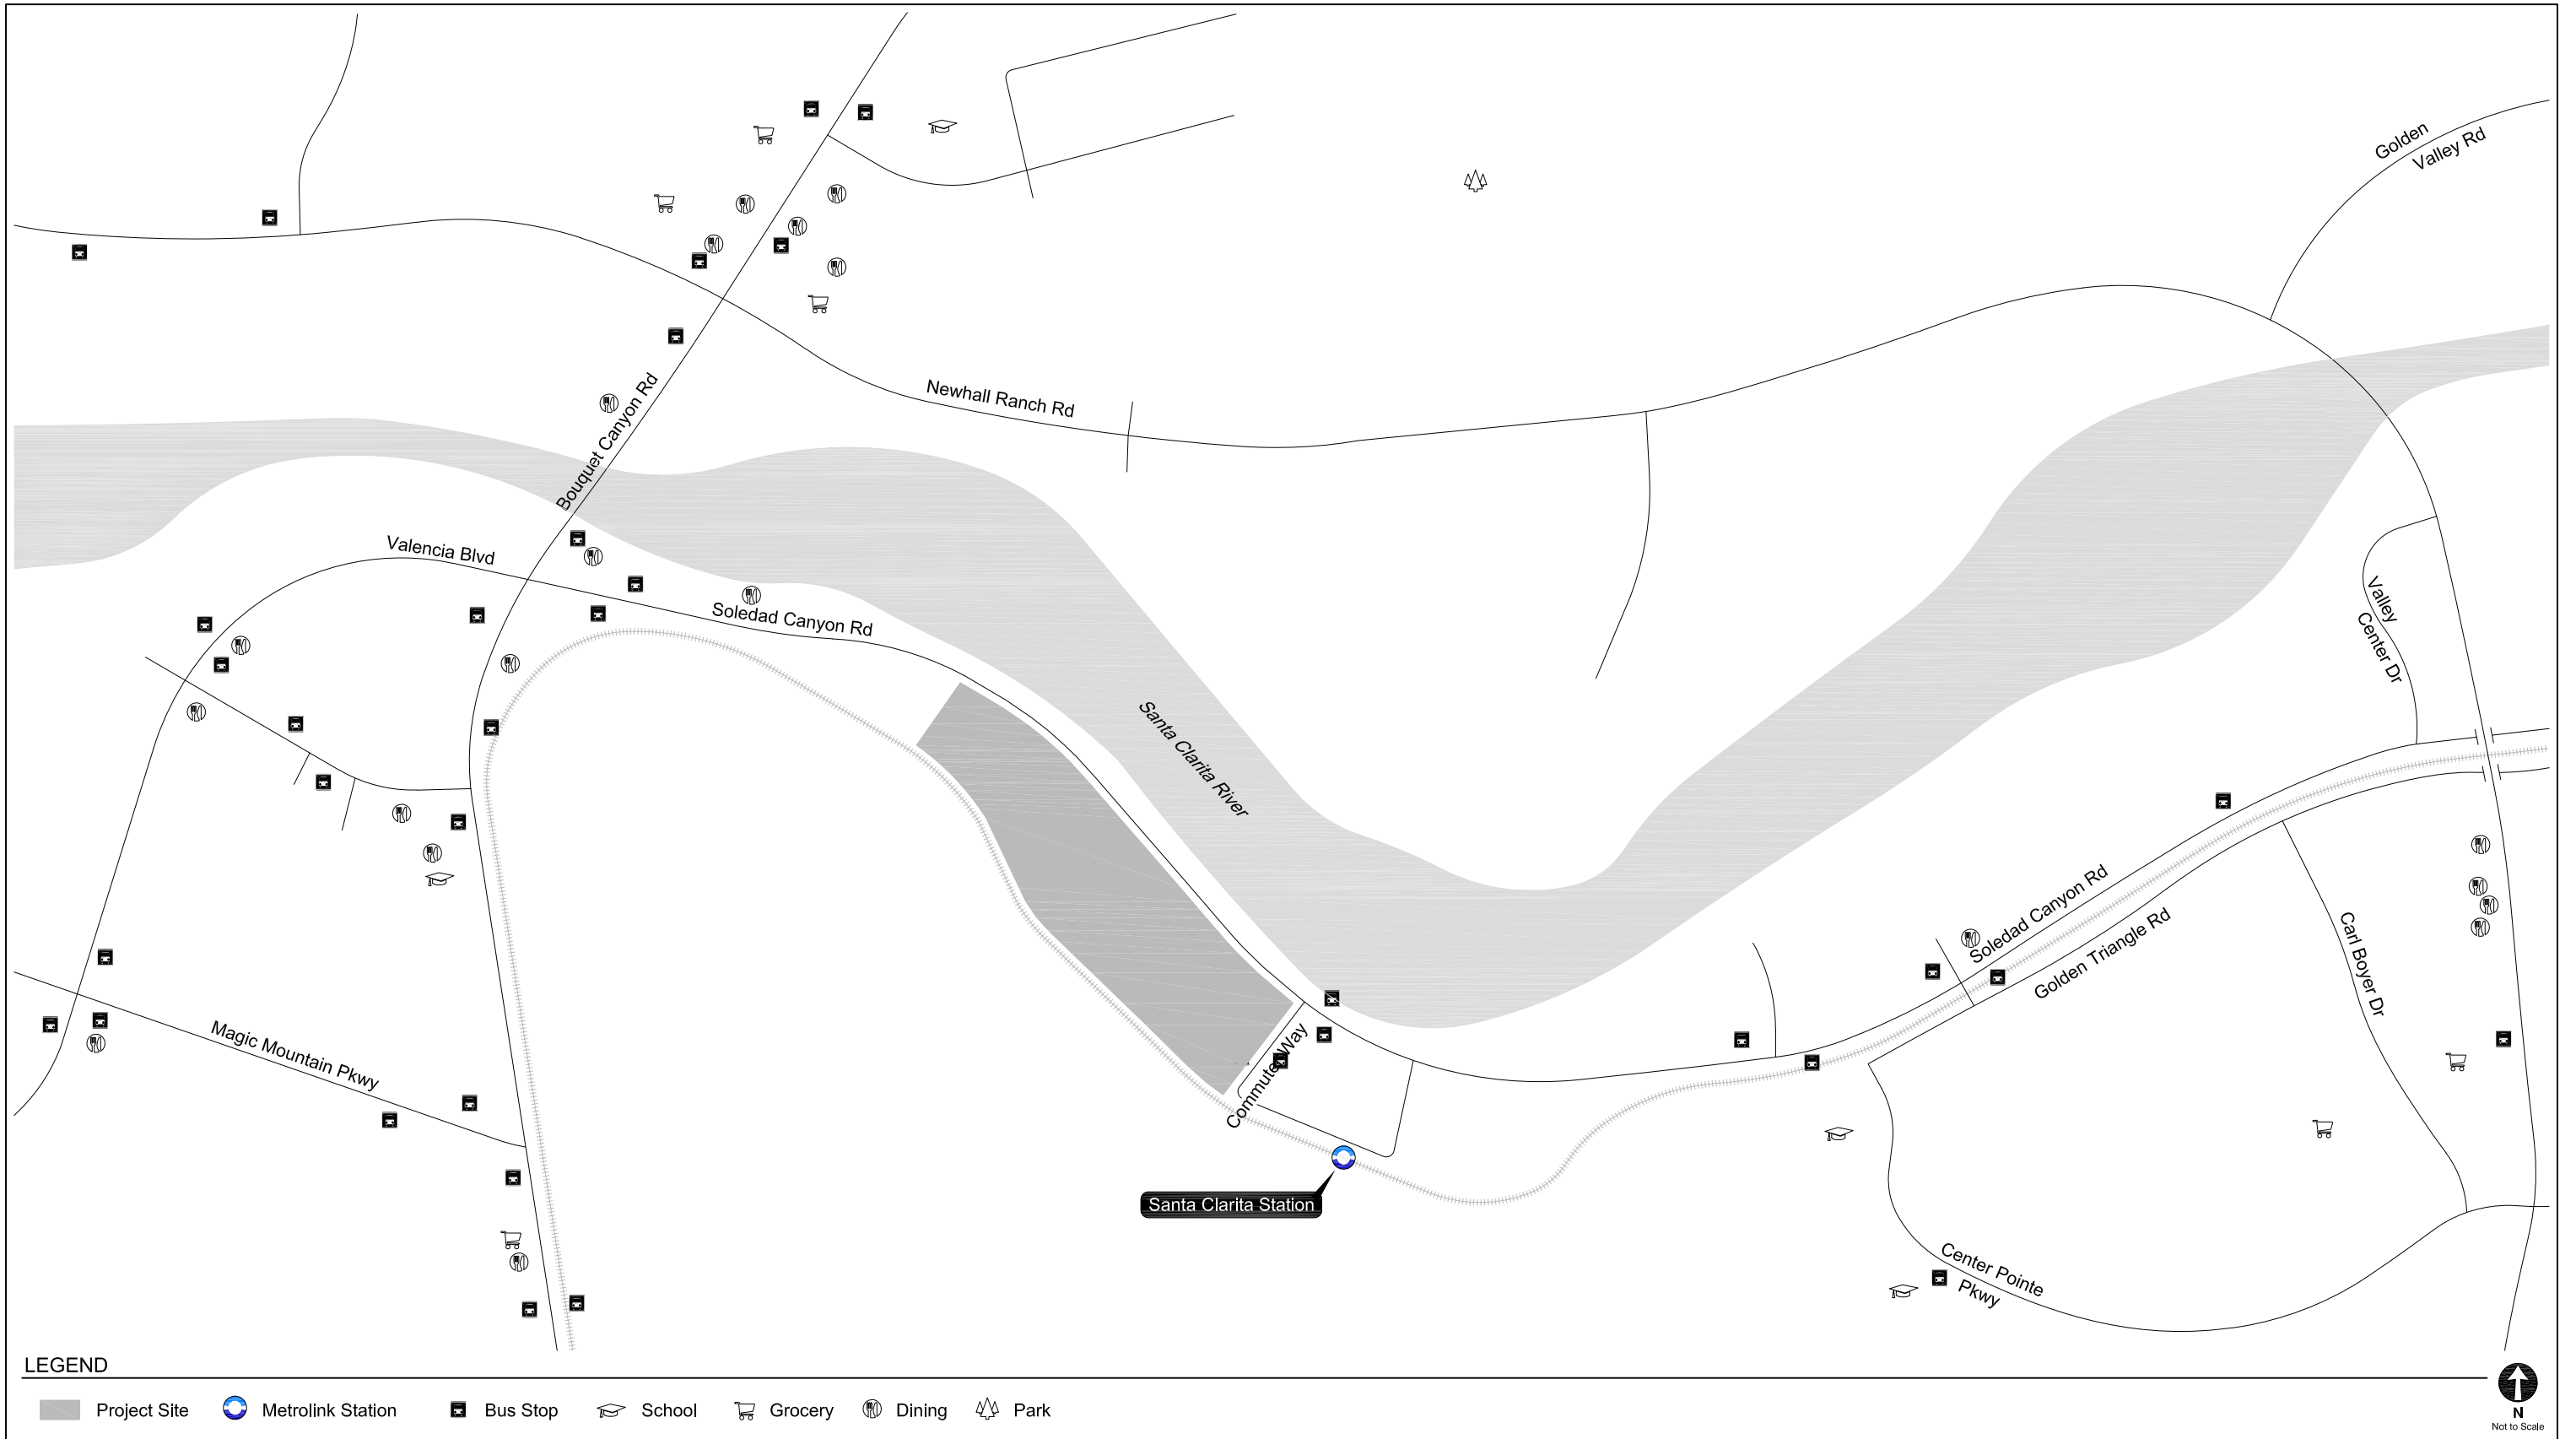 Golden
Valley Rd
Newhall Ranch Rd
Bouquet Canyon Rd
Valencia Blvd
Soledad Canyon Rd
Valley
Center Dr
Santa Clarita River
Soledad Canyon Rd
Golden Triangle Rd
Carl Boyer Dr
Magic Mountain Pkwy
Commuter Way
Santa Clarita Station
Center Pointe
Pkwy
LEGEND
Project Site
Metrolink Station
Bus Stop
School
Grocery
Dining
Park
N
Not to Scale